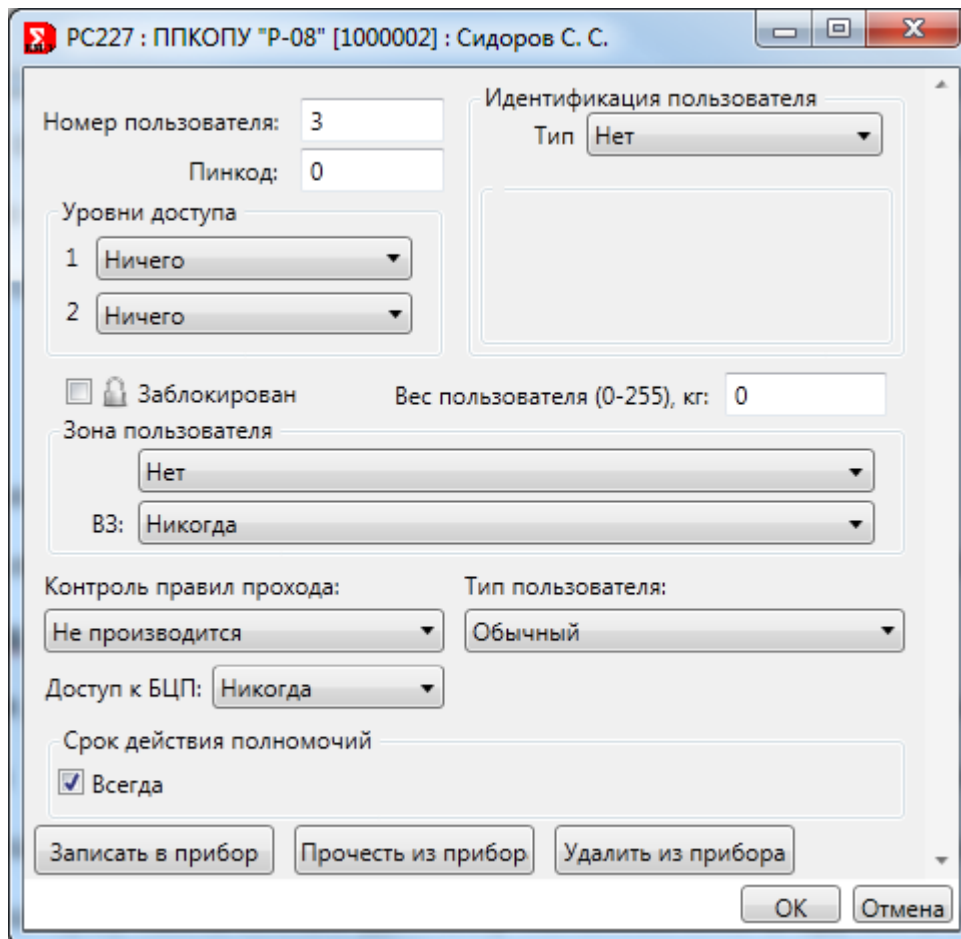 РС227 : ППКОПУ "Р-08" [1000002] : Сидоров С. С.
Номер пользователя: 3
Пинкод: 0
Идентификация пользователя
Тип Нет
Уровни доступа
1 Ничего
2 Ничего
Заблокирован
Вес пользователя (0-255), кг: 0
Зона пользователя
Нет
ВЗ: Никогда
Контроль правил прохода:
Не производится
Тип пользователя:
Обычный
Доступ к БЦП: Никогда
Срок действия полномочий
Всегда
Записать в прибор
Прочесть из прибор
Удалить из прибора
ОК
Отмена